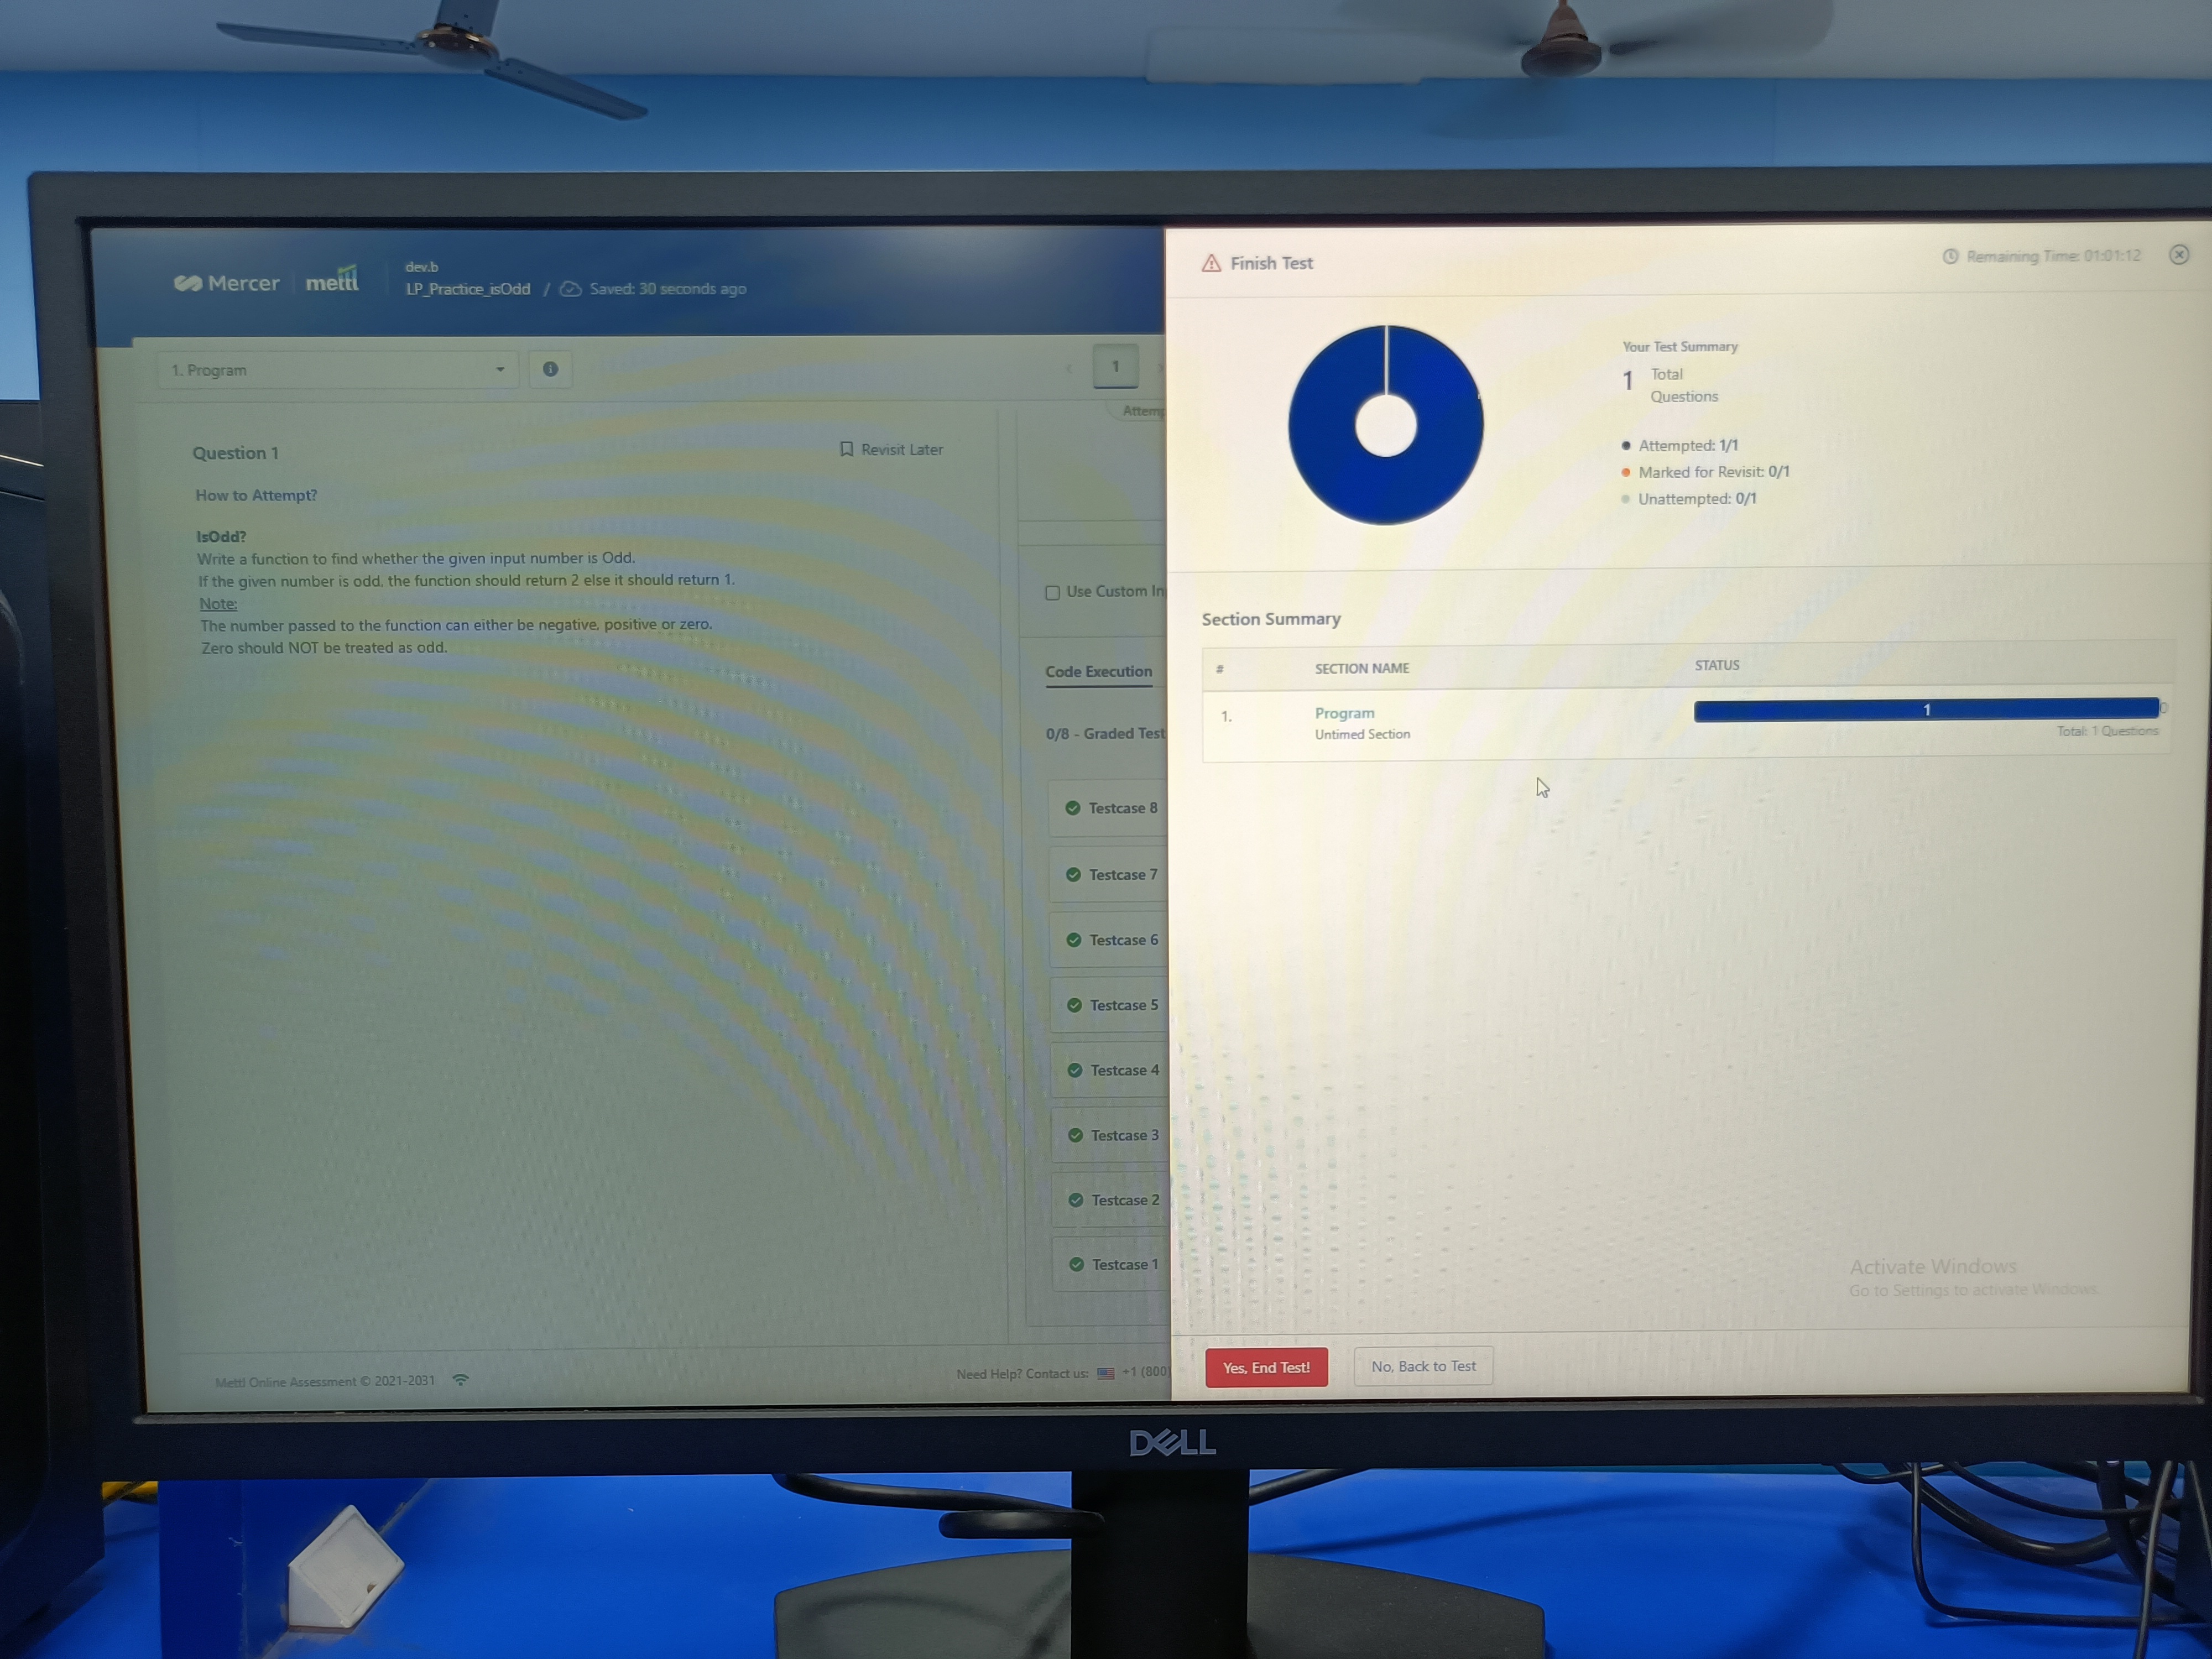 Mercer | mettl
dev.b
LP_Practice_isOdd / Saved: 30 seconds ago
1. Program
i
1
Attemp
Question 1
Revisit Later
How to Attempt?
IsOdd?
Write a function to find whether the given input number is Odd.
If the given number is odd, the function should return 2 else it should return 1.
Note:
The number passed to the function can either be negative, positive or zero.
Zero should NOT be treated as odd.
Use Custom In
Code Execution
0/8 - Graded Test
Testcase 8
Testcase 7
Testcase 6
Testcase 5
Testcase 4
Testcase 3
Testcase 2
Testcase 1
Mettl Online Assessment © 2021-2031
Need Help? Contact us: +1 (800)
Finish Test
Remaining Time: 01:01:12
Your Test Summary
1 Total
Questions
Attempted: 1/1
Marked for Revisit: 0/1
Unattempted: 0/1
Section Summary
# SECTION NAME STATUS
1. Program 1 0
Untimed Section Total: 1 Questions
Activate Windows
Go to Settings to activate Windows.
Yes, End Test!
No, Back to Test
DELL